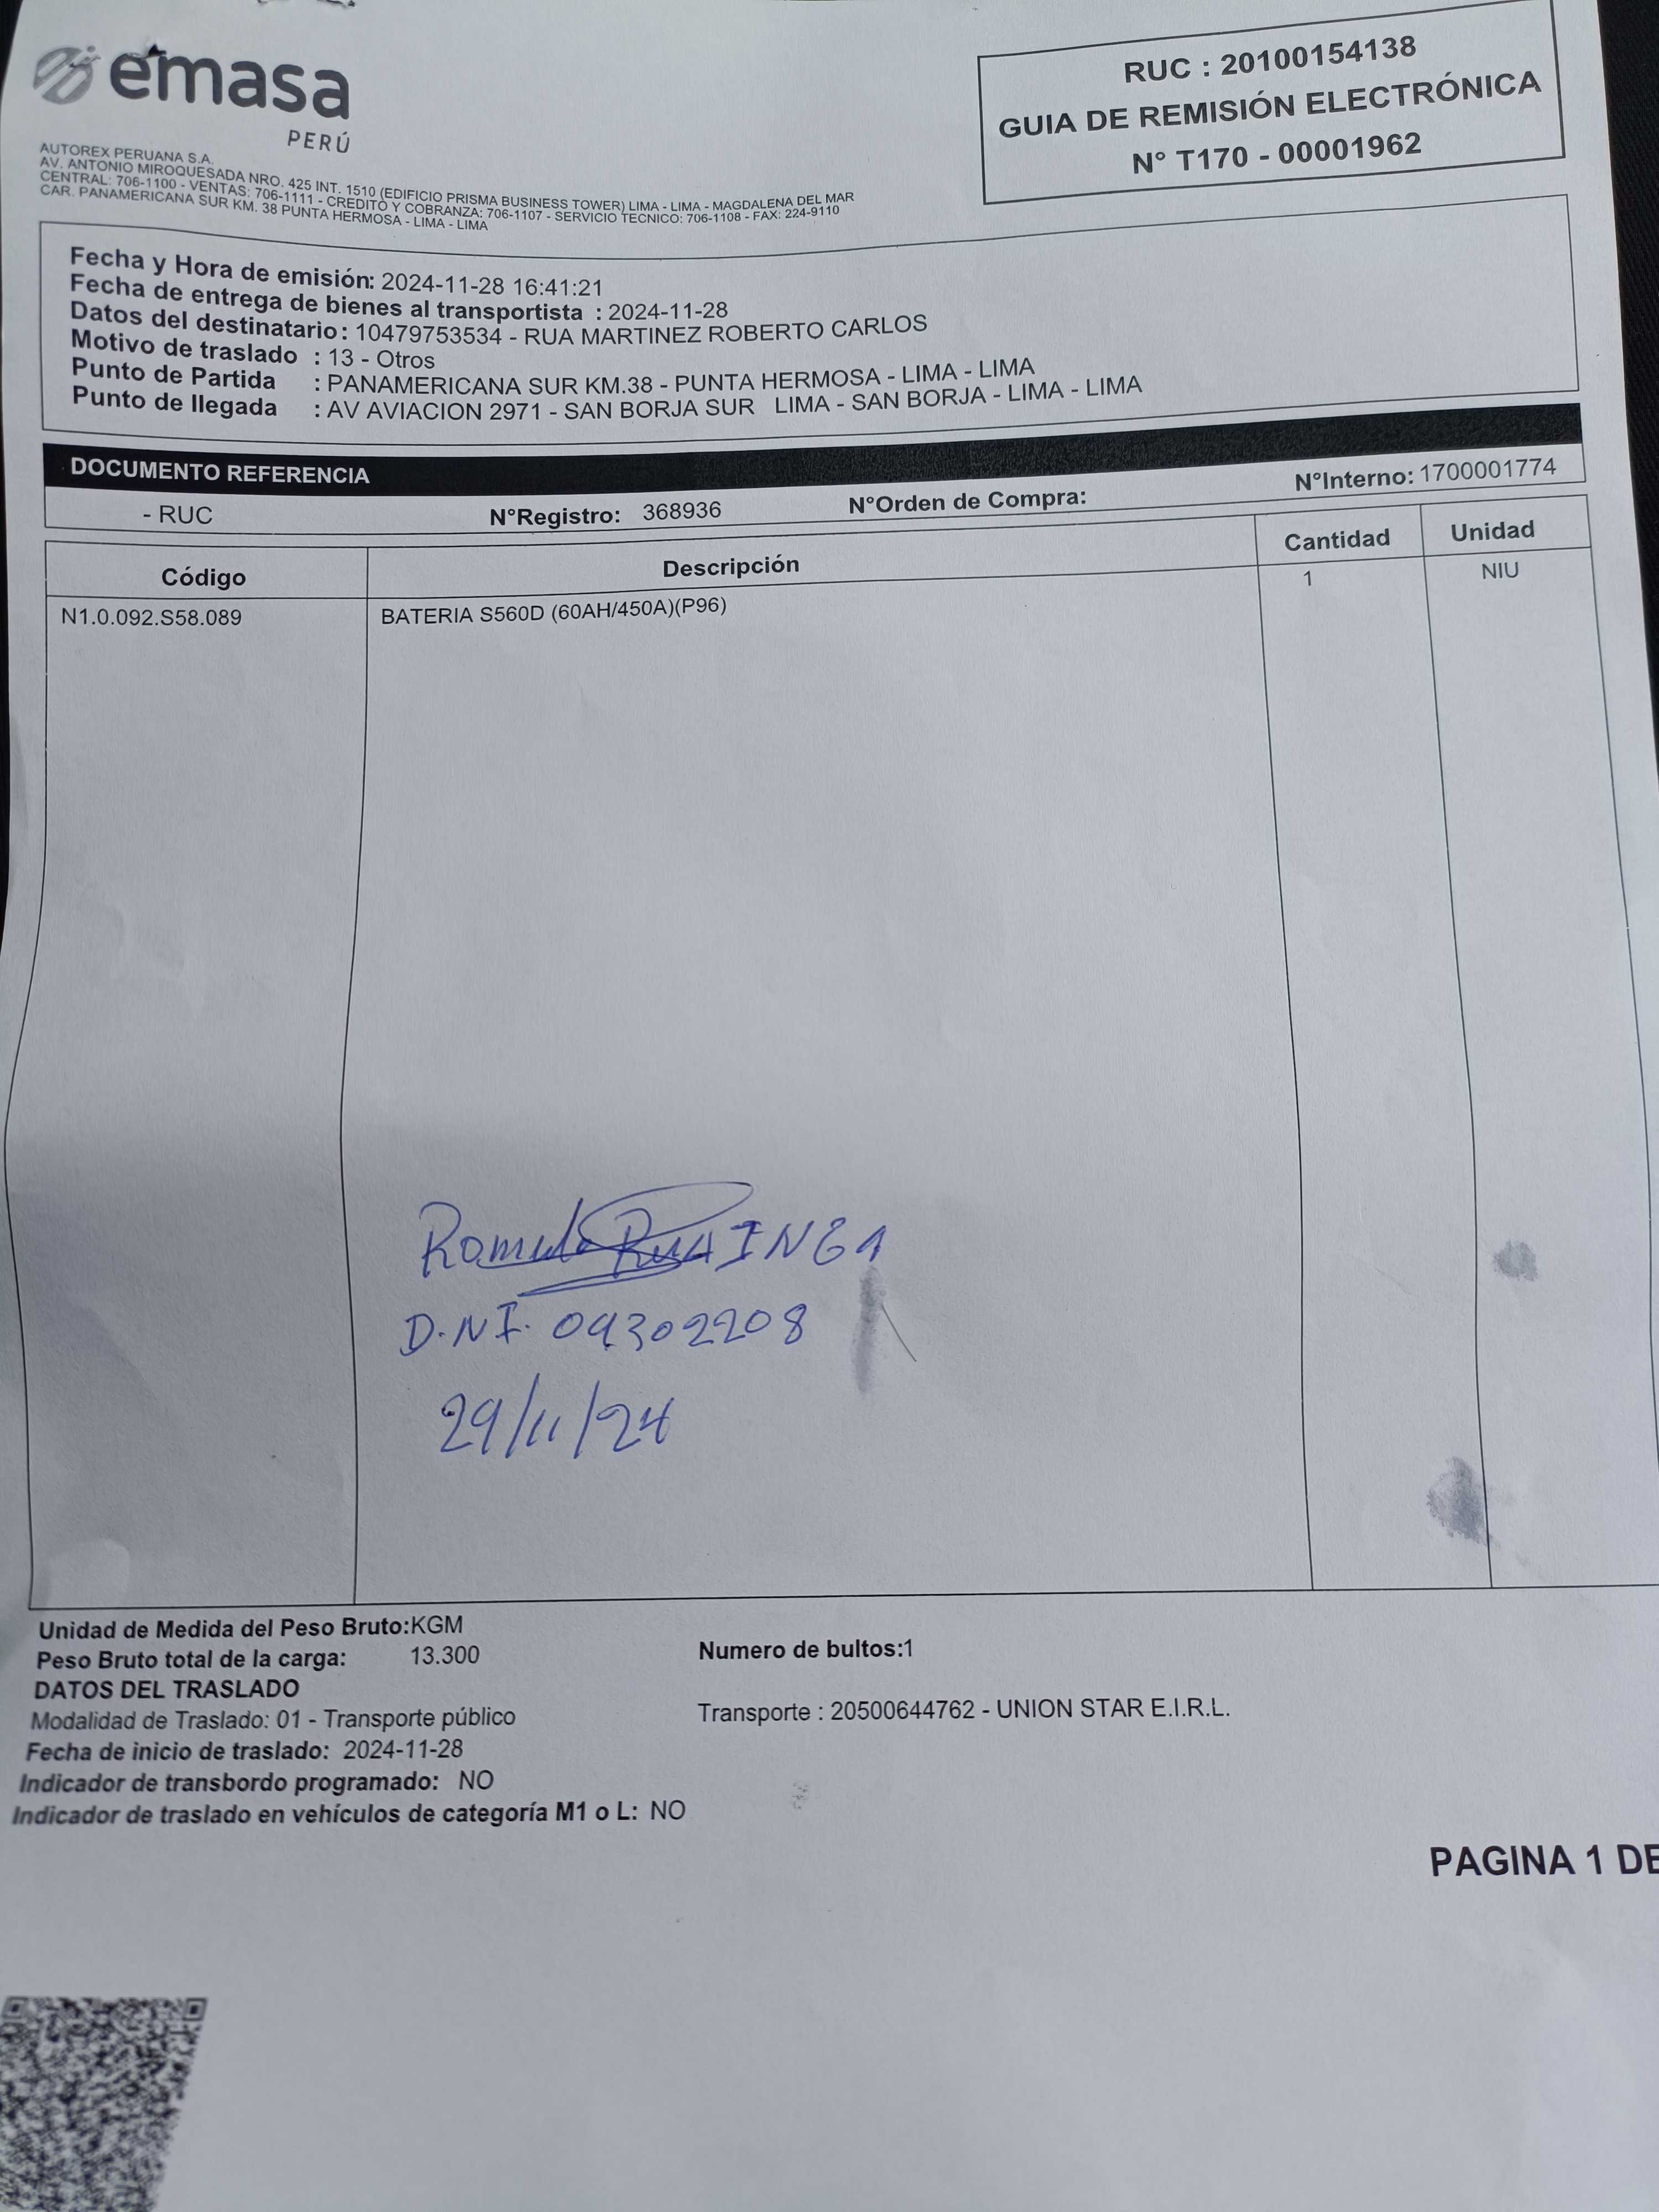 emasa
PERÚ
AUTOREX PERUANA S.A.
AV. ANTONIO MIROQUESADA NRO. 425 INT. 1510 (EDIFICIO PRISMA BUSINESS TOWER) LIMA - LIMA - MAGDALENA DEL MAR
CENTRAL: 706-1100 - VENTAS: 706-1111 - CREDITO Y COBRANZA: 706-1107 - SERVICIO TECNICO: 706-1108 - FAX: 224-9110
CAR. PANAMERICANA SUR KM. 38 PUNTA HERMOSA - LIMA - LIMA
RUC : 20100154138
GUIA DE REMISIÓN ELECTRÓNICA
N° T170 - 00001962
Fecha y Hora de emisión: 2024-11-28 16:41:21
Fecha de entrega de bienes al transportista : 2024-11-28
Datos del destinatario: 10479753534 - RUA MARTINEZ ROBERTO CARLOS
Motivo de traslado : 13 - Otros
Punto de Partida : PANAMERICANA SUR KM.38 - PUNTA HERMOSA - LIMA - LIMA
Punto de llegada : AV AVIACION 2971 - SAN BORJA SUR LIMA - SAN BORJA - LIMA - LIMA
DOCUMENTO REFERENCIA
- RUC N°Registro: 368936 N°Orden de Compra: N°Interno: 1700001774
Código Descripción Cantidad Unidad
N1.0.092.S58.089 BATERIA S560D (60AH/450A)(P96) 1 NIU
Romulo RUA INGA
D.N.I. 09302208
29/11/24
Unidad de Medida del Peso Bruto:KGM
Peso Bruto total de la carga: 13.300 Numero de bultos:1
DATOS DEL TRASLADO
Modalidad de Traslado: 01 - Transporte público Transporte : 20500644762 - UNION STAR E.I.R.L.
Fecha de inicio de traslado: 2024-11-28
Indicador de transbordo programado: NO
Indicador de traslado en vehículos de categoría M1 o L: NO
PAGINA 1 DE